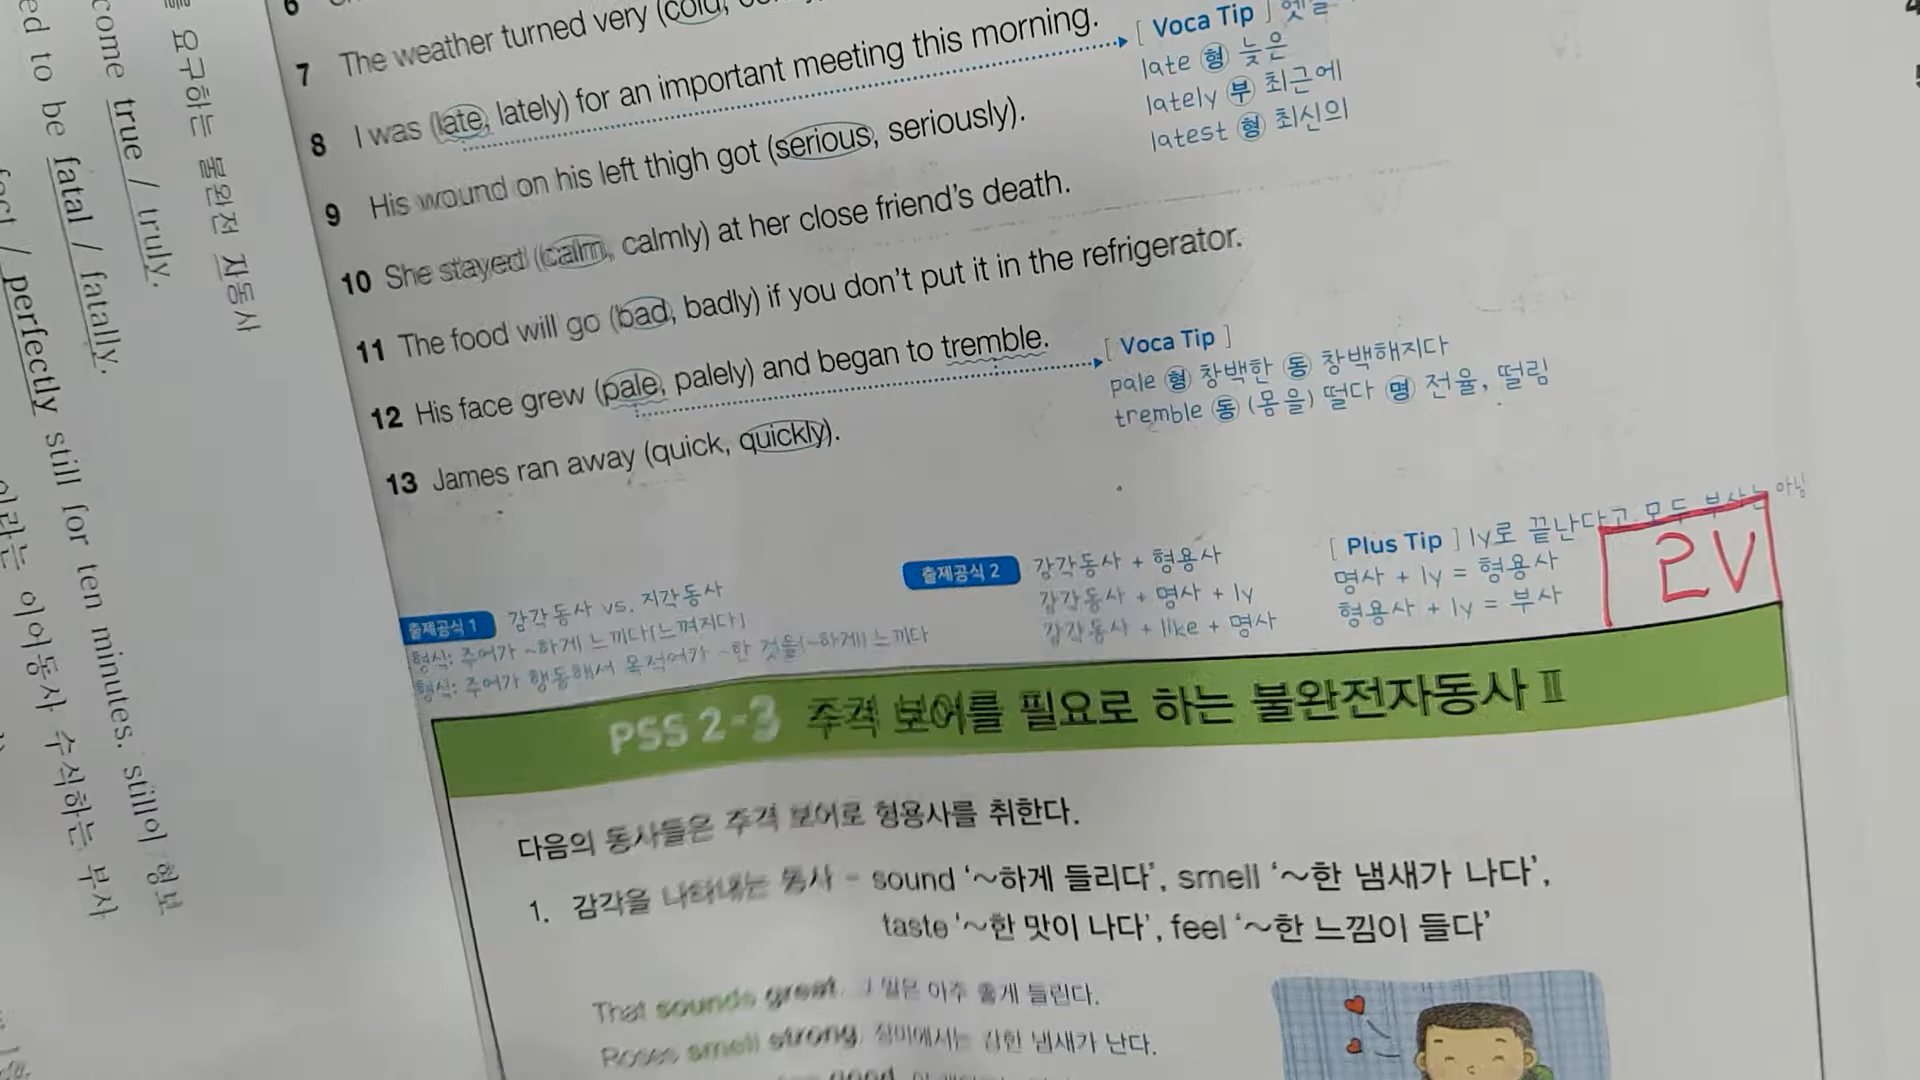 6
7 The weather turned very (cold,
[ Voca Tip ]
8 I was (late, lately) for an important meeting this morning.
late 형 늦은
lately 부 최근에
latest 형 최신의
9 His wound on his left thigh got (serious, seriously).
10 She stayed (calm, calmly) at her close friend's death.
11 The food will go (bad, badly) if you don't put it in the refrigerator.
12 His face grew (pale, palely) and began to tremble.
[ Voca Tip ]
pale 형 창백한 동 창백해지다
tremble 동 (몸을) 떨다 명 전율, 떨림
13 James ran away (quick, quickly).
출제공식 1 감각동사 vs. 지각동사
형식: 주어가 ~하게 느끼다[느껴지다]
형식: 주어가 행동해서 목적어가 ~한 것을(~하게) 느끼다
출제공식 2 감각동사 + 형용사
감각동사 + 명사 + ly
감각동사 + like + 명사
[ Plus Tip ] ly로 끝난다고 모두 부사는 아님
명사 + ly = 형용사
형용사 + ly = 부사
2V
PSS 2-3 주격 보어를 필요로 하는 불완전자동사 Ⅱ
다음의 동사들은 주격 보어로 형용사를 취한다.
1. 감각을 나타내는 동사 - sound '~하게 들리다', smell '~한 냄새가 나다',
taste '~한 맛이 나다', feel '~한 느낌이 들다'
That sounds great. 그 말은 아주 좋게 들린다.
Roses smell strong. 장미에서는 강한 냄새가 난다.
good.
요구하는 불완전 자동사
come true / truly.
ed to be fatal / fatally.
/ perfectly still for ten minutes. still이 형보
이라는 이어동사 수식하는 부사